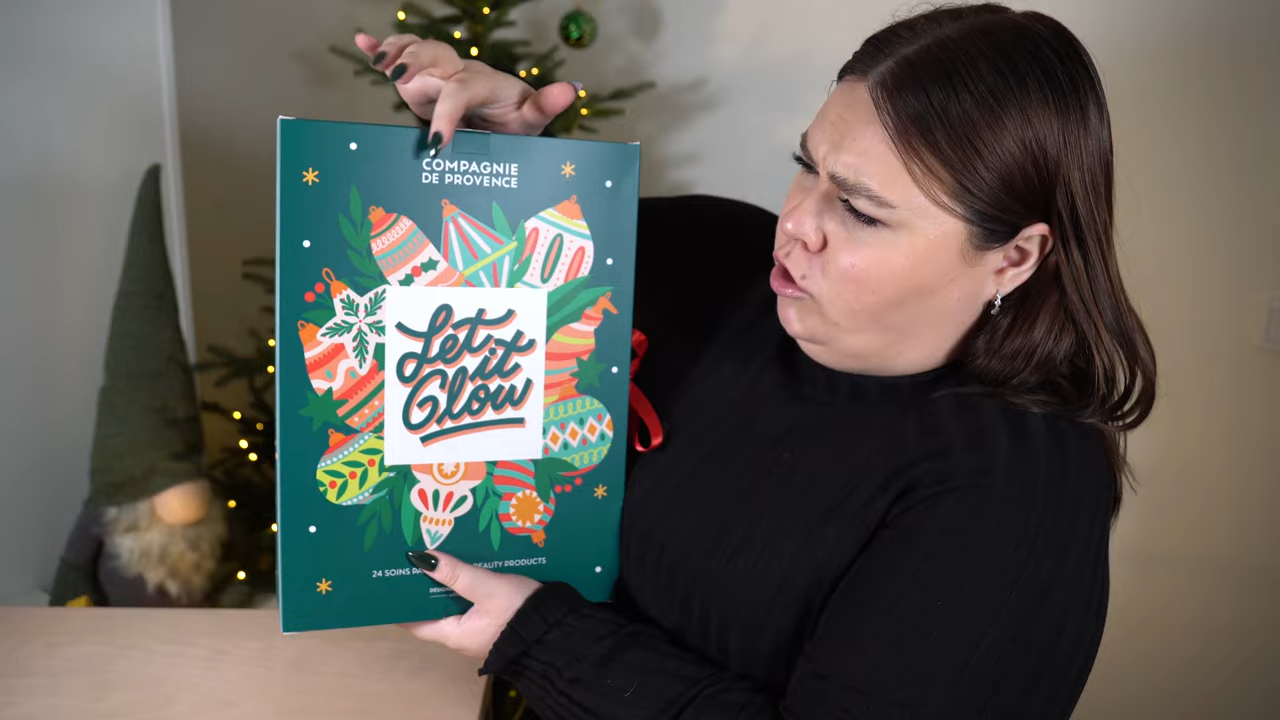 COMPAGNIE
DE PROVENCE
Let
it
Glow
24 SOINS BEAUTY PRODUCTS